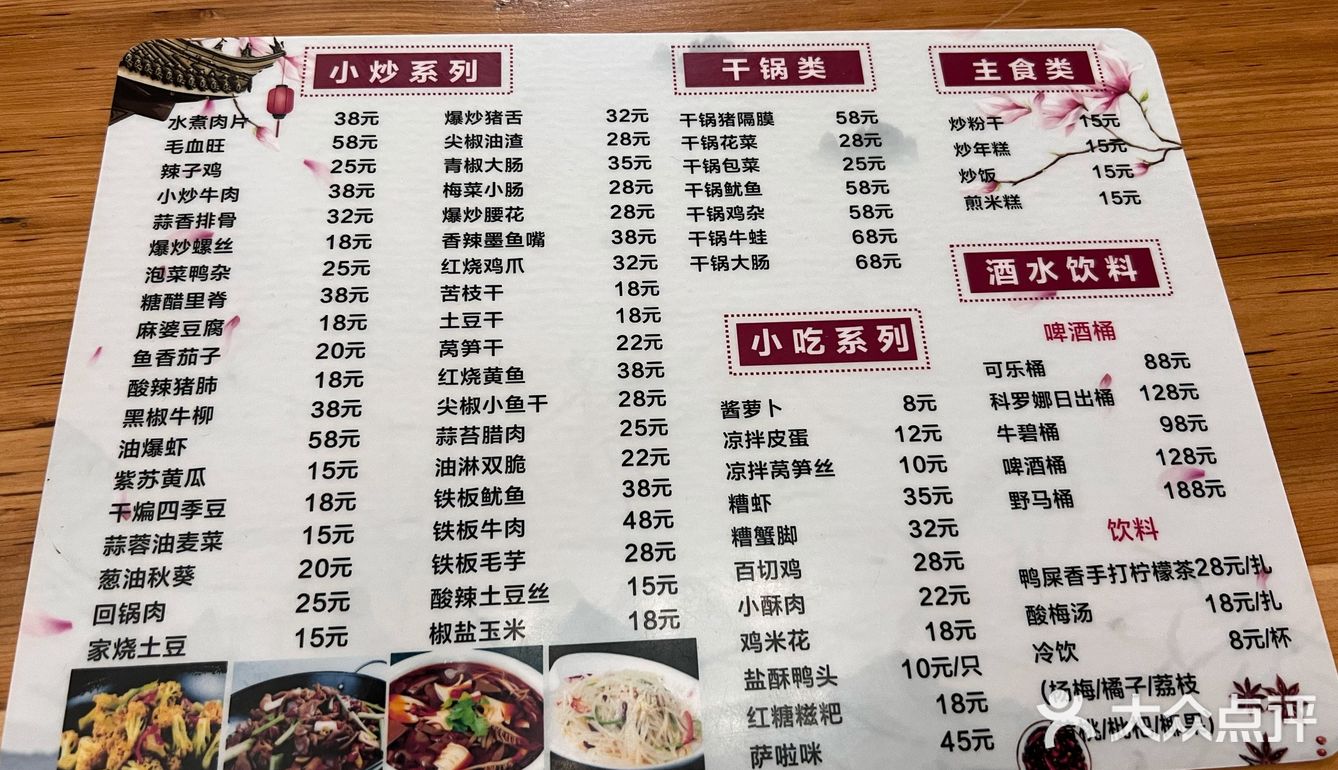 小炒系列
水煮肉片 38元
毛血旺 58元
辣子鸡 25元
小炒牛肉 38元
蒜香排骨 32元
爆炒螺丝 18元
泡菜鸭杂 25元
糖醋里脊 38元
麻婆豆腐 18元
鱼香茄子 20元
酸辣猪肺 18元
黑椒牛柳 38元
油爆虾 58元
紫苏黄瓜 15元
干煸四季豆 18元
蒜蓉油麦菜 15元
葱油秋葵 20元
回锅肉 25元
家烧土豆 15元
爆炒猪舌 32元
尖椒油渣 28元
青椒大肠 35元
梅菜小肠 28元
爆炒腰花 28元
香辣墨鱼嘴 38元
红烧鸡爪 32元
苦枝干 18元
土豆干 18元
莴笋干 22元
红烧黄鱼 38元
尖椒小鱼干 28元
蒜苔腊肉 25元
油淋双脆 22元
铁板鱿鱼 38元
铁板牛肉 48元
铁板毛芋 28元
酸辣土豆丝 15元
椒盐玉米 18元
干锅类
干锅猪隔膜 58元
干锅花菜 28元
干锅包菜 25元
干锅鱿鱼 58元
干锅鸡杂 58元
干锅牛蛙 68元
干锅大肠 68元
小吃系列
酱萝卜 8元
凉拌皮蛋 12元
凉拌莴笋丝 10元
糟虾 35元
糟蟹脚 32元
百切鸡 28元
小酥肉 22元
鸡米花 18元
盐酥鸭头 10元/只
红糖糍粑 18元
萨啦咪 45元
主食类
炒粉干 15元
炒年糕 15元
炒饭 15元
煎米糕 15元
酒水饮料
啤酒桶
可乐桶 88元
科罗娜日出桶 128元
牛碧桶 98元
啤酒桶 128元
野马桶 188元
饮料
鸭屎香手打柠檬茶28元/扎
酸梅汤 18元/扎
冷饮 8元/杯
(杨梅/橘子/荔枝
桃/枇杷/椰果)
大众点评